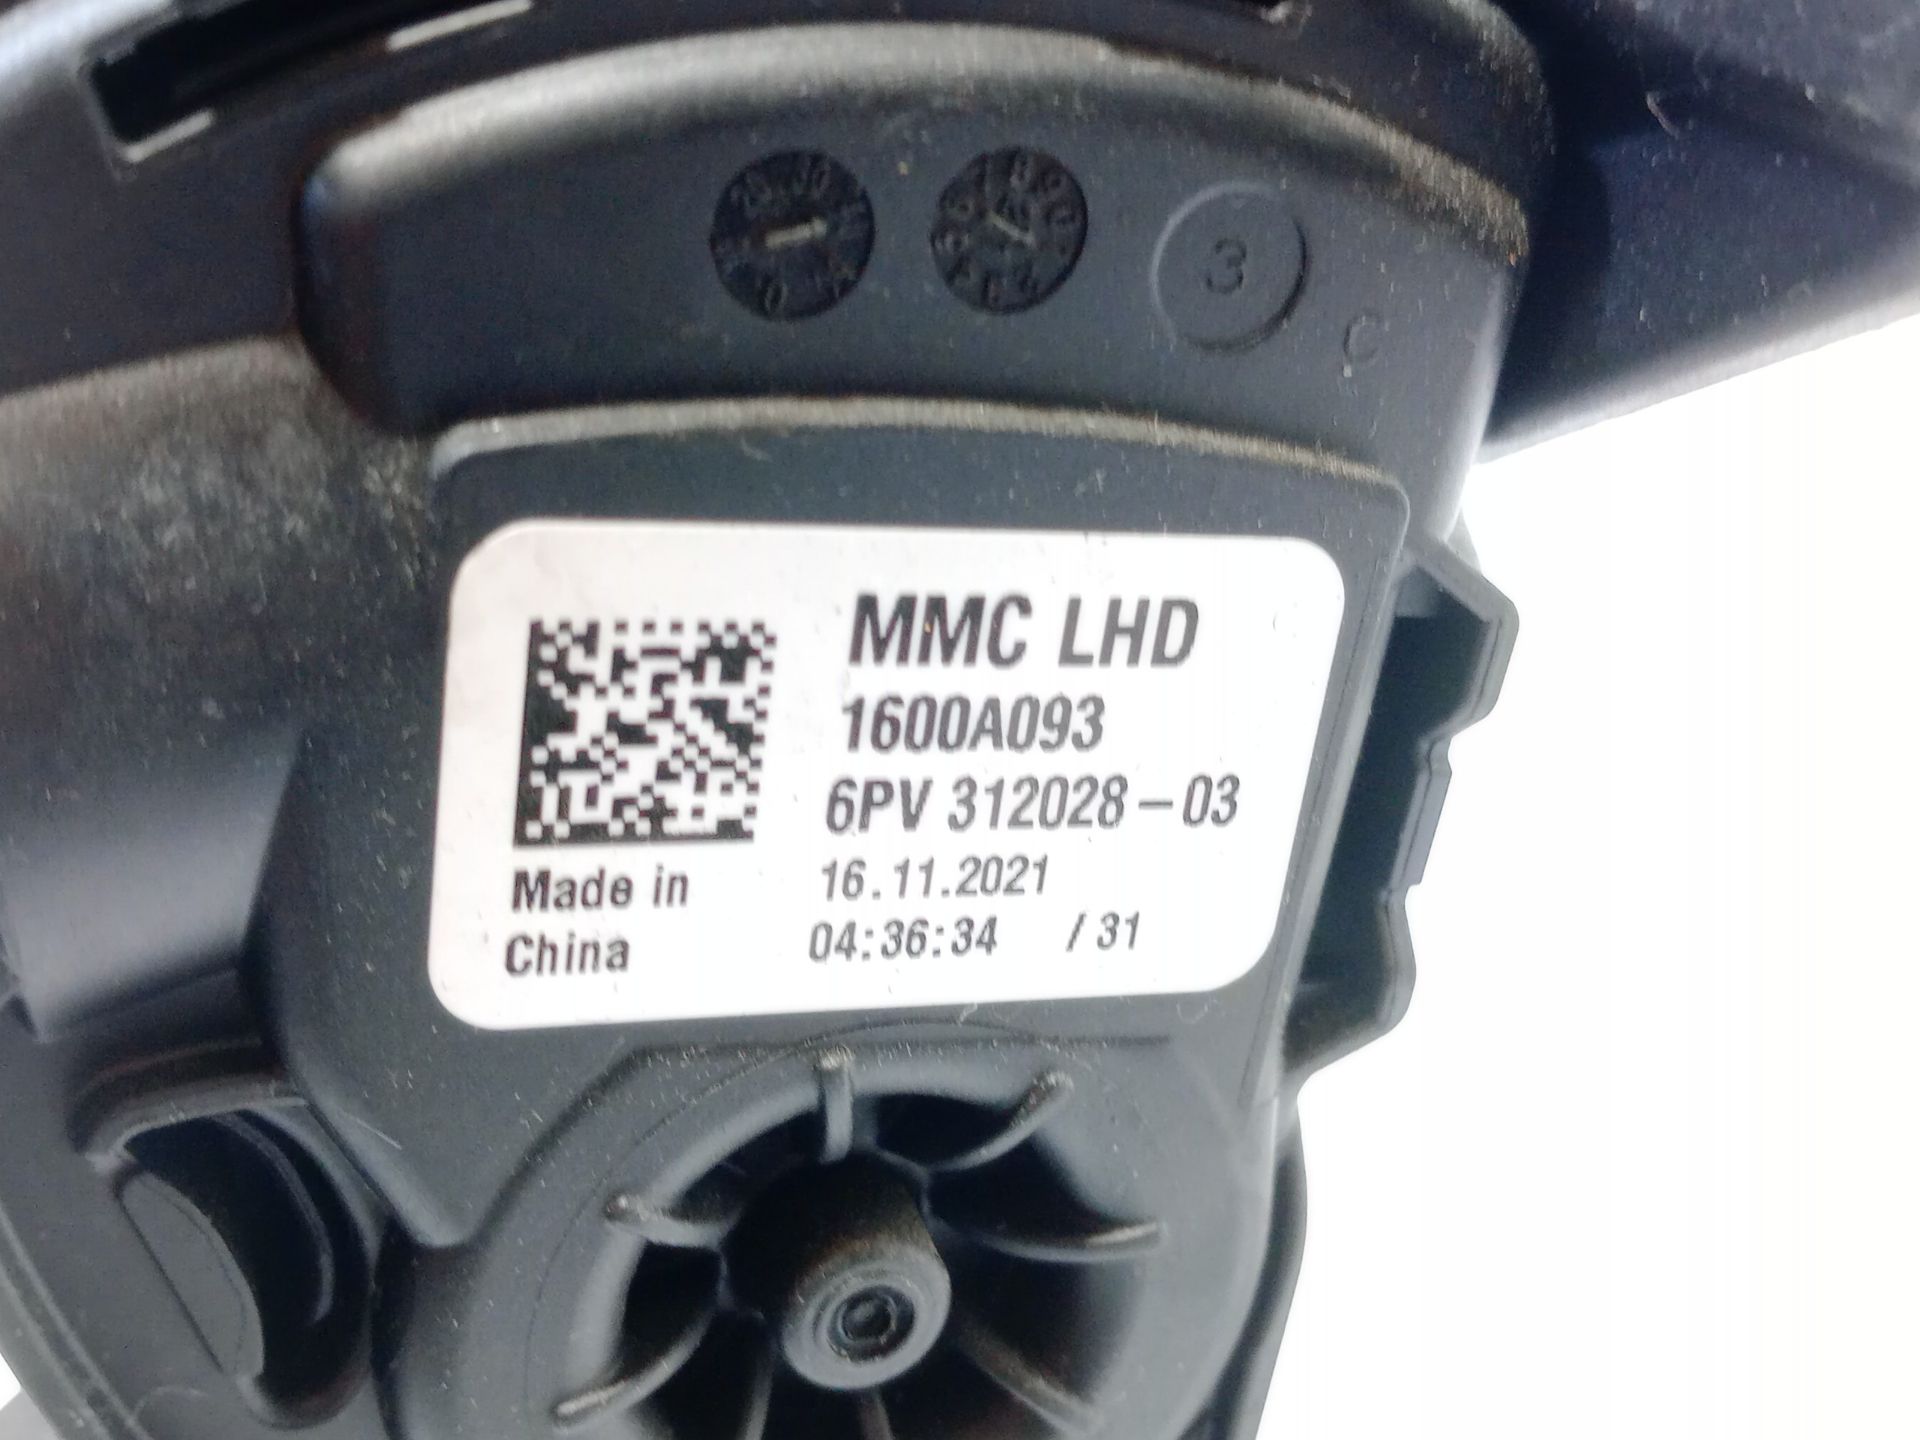 3
C
MMC LHD
1600A093
6PV 312028-03
Made in
China
16.11.2021
04:36:34 /31